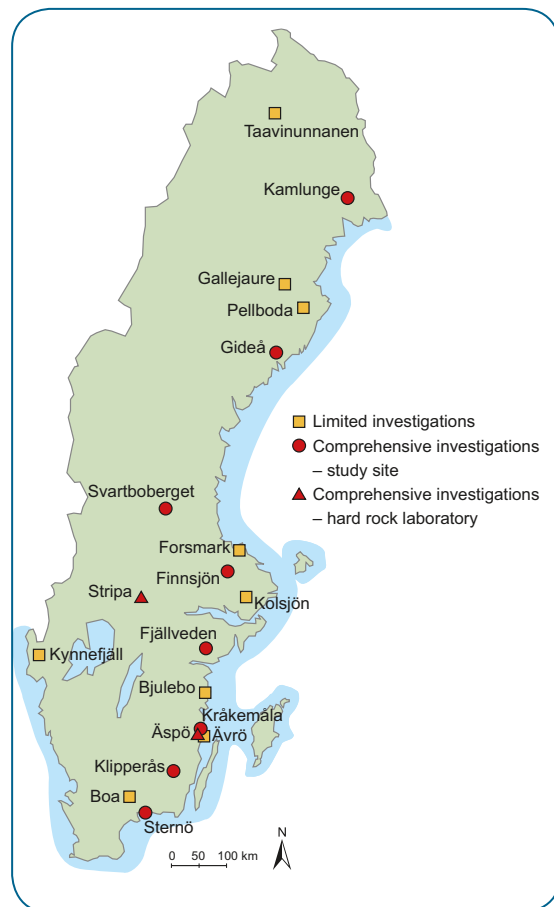 Taavinunnanen
Kamlunge
Gallejaure
Pellboda
Gideå
Limited investigations
Comprehensive investigations
– study site
Comprehensive investigations
– hard rock laboratory
Svartboberget
Forsmark
Finnsjön
Stripa
Kolsjön
Fjällveden
Kynnefjäll
Bjulebo
Kråkemåla
Äspö
Ävrö
Klipperås
Boa
Sternö
N
0 50 100 km